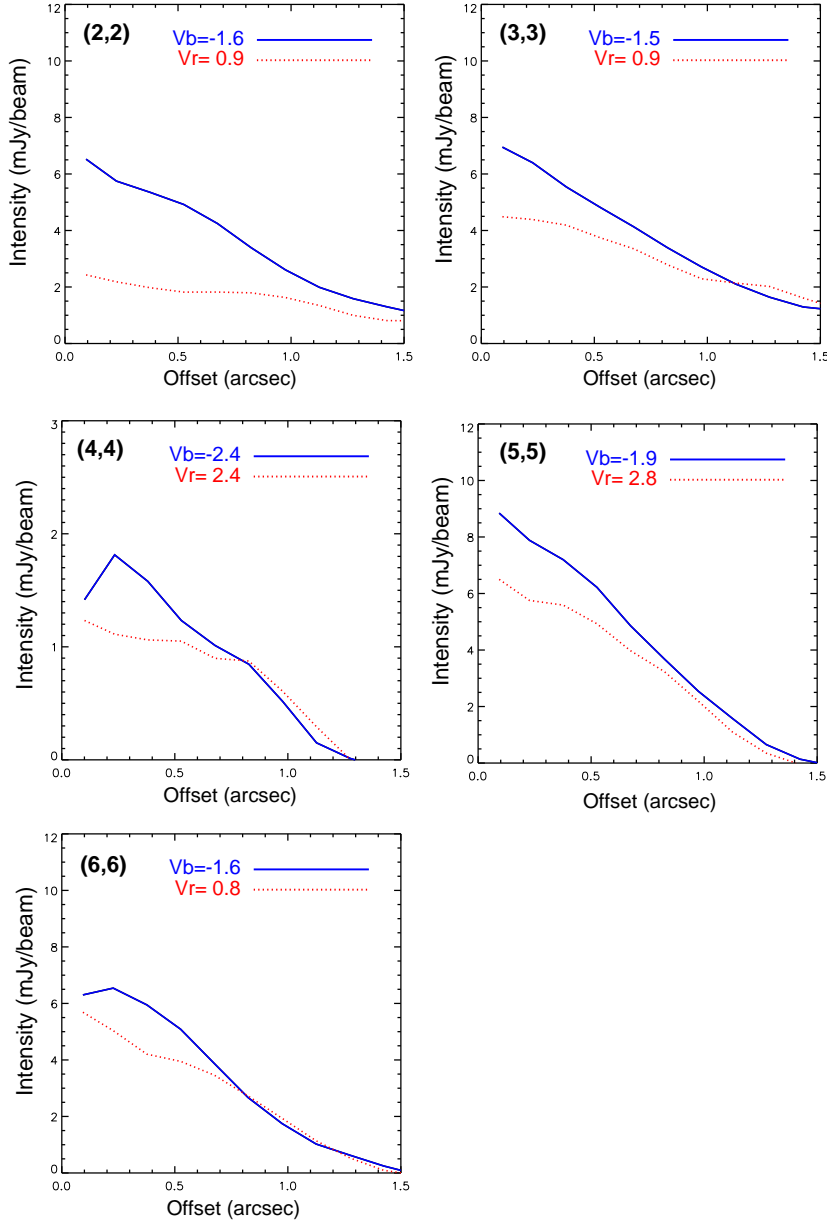 (2,2)
Vb=-1.6
Vr= 0.9
Intensity (mJy/beam)
12
10
8
6
4
2
0
0.0 0.5 1.0 1.5
Offset (arcsec)
(3,3)
Vb=-1.5
Vr= 0.9
Intensity (mJy/beam)
12
10
8
6
4
2
0
0.0 0.5 1.0 1.5
Offset (arcsec)
(4,4)
Vb=-2.4
Vr= 2.4
Intensity (mJy/beam)
3
2
1
0
0.0 0.5 1.0 1.5
Offset (arcsec)
(5,5)
Vb=-1.9
Vr= 2.8
Intensity (mJy/beam)
12
10
8
6
4
2
0
0.0 0.5 1.0 1.5
Offset (arcsec)
(6,6)
Vb=-1.6
Vr= 0.8
Intensity (mJy/beam)
12
10
8
6
4
2
0
0.0 0.5 1.0 1.5
Offset (arcsec)